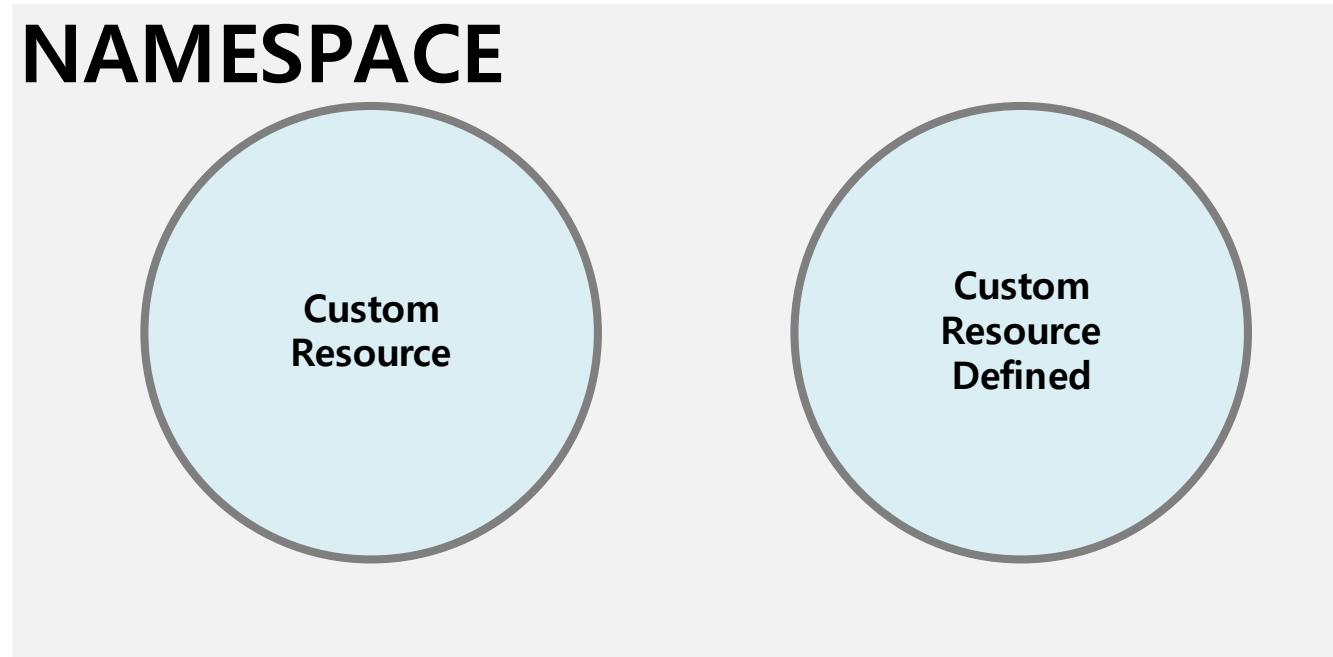 NAMESPACE
Custom
Resource
Custom
Resource
Defined